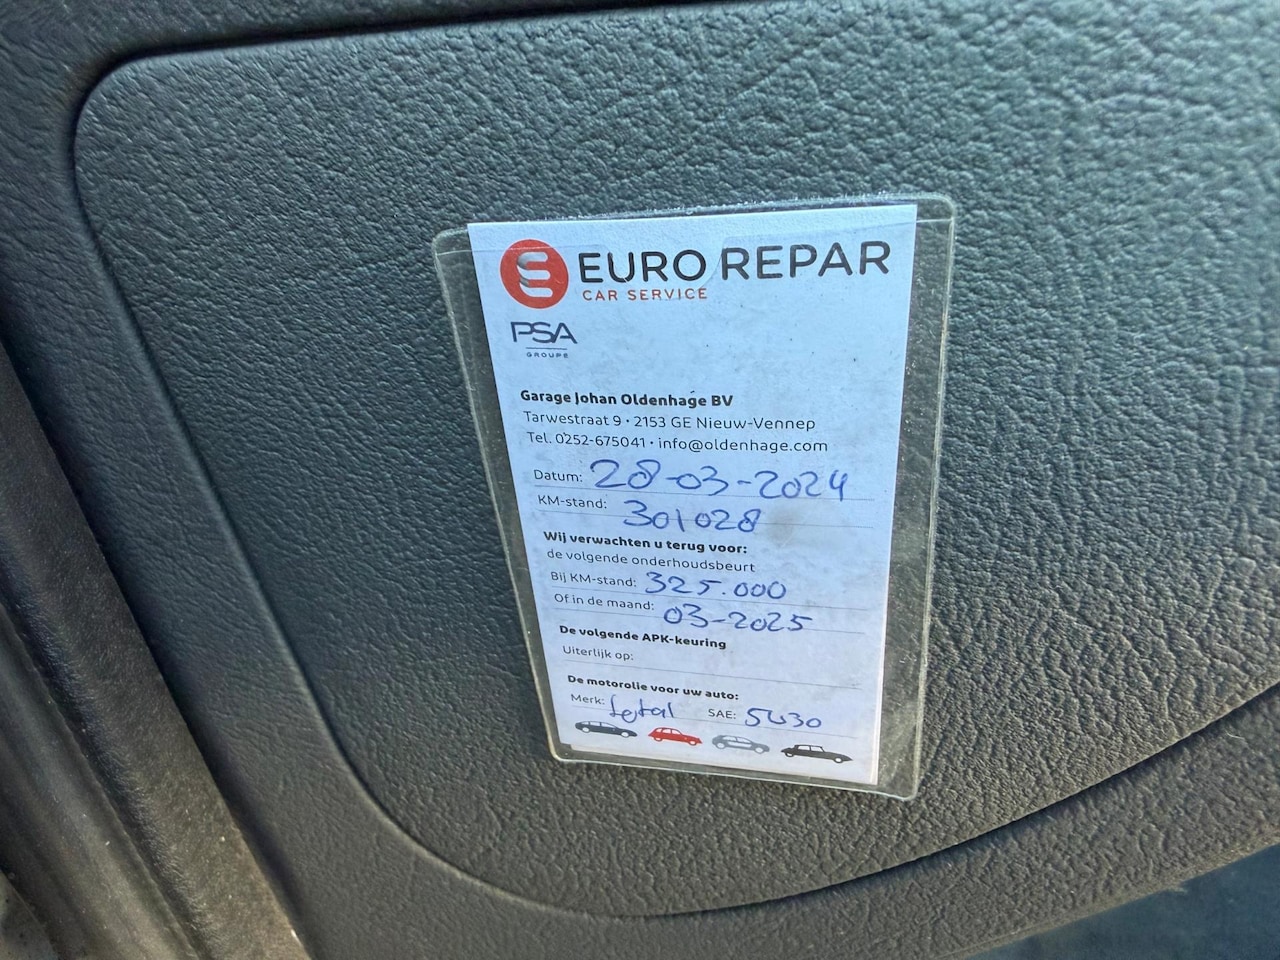 EURO REPAR
CAR SERVICE
PSA
GROUPE
Garage Johan Oldenhage BV
Tarwestraat 9 • 2153 GE Nieuw-Vennep
Tel. 0252-675041 • info@oldenhage.com
Datum: 28-03-2024
KM-stand: 301028
Wij verwachten u terug voor:
de volgende onderhoudsbeurt
Bij KM-stand: 325.000
Of in de maand: 03-2025
De volgende APK-keuring
Uiterlijk op:
De motorolie voor uw auto:
Merk: total SAE: 5W30